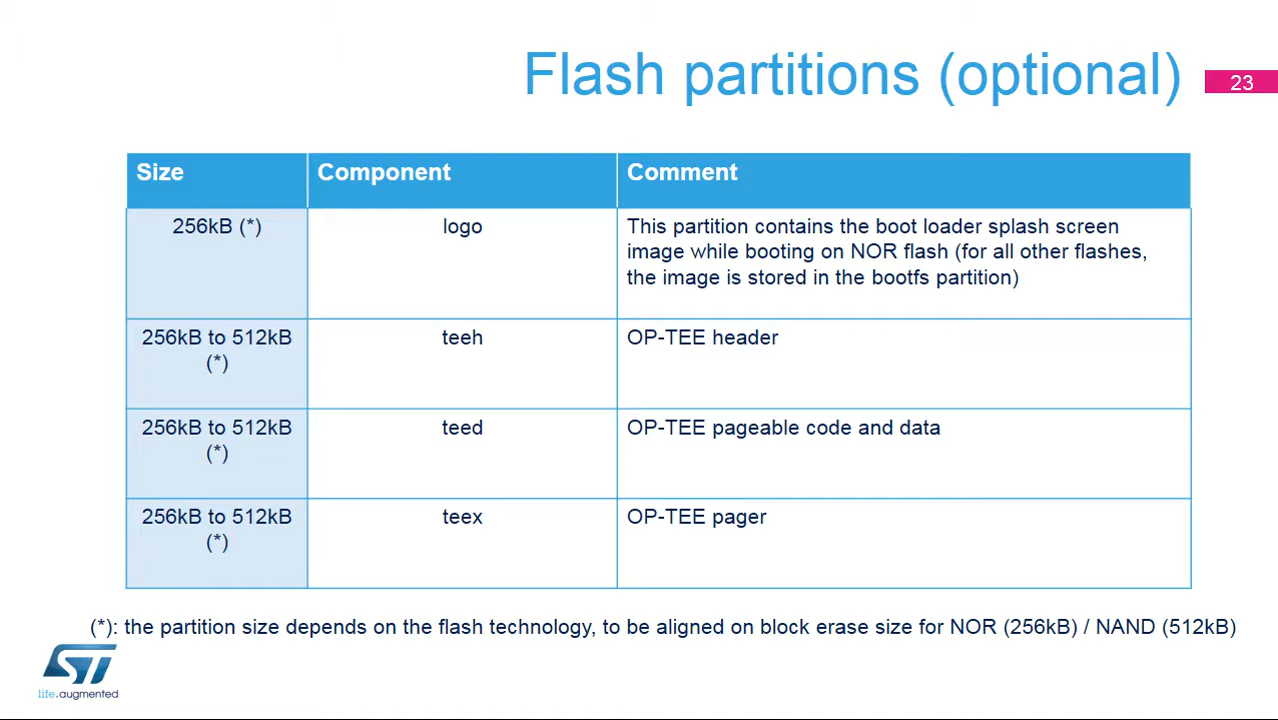 Flash partitions (optional)
23
Size Component Comment
256kB (*) logo This partition contains the boot loader splash screen
image while booting on NOR flash (for all other flashes,
the image is stored in the bootfs partition)
256kB to 512kB teeh OP-TEE header
(*)
256kB to 512kB teed OP-TEE pageable code and data
(*)
256kB to 512kB teex OP-TEE pager
(*)
(*): the partition size depends on the flash technology, to be aligned on block erase size for NOR (256kB) / NAND (512kB)
ST
life.augmented